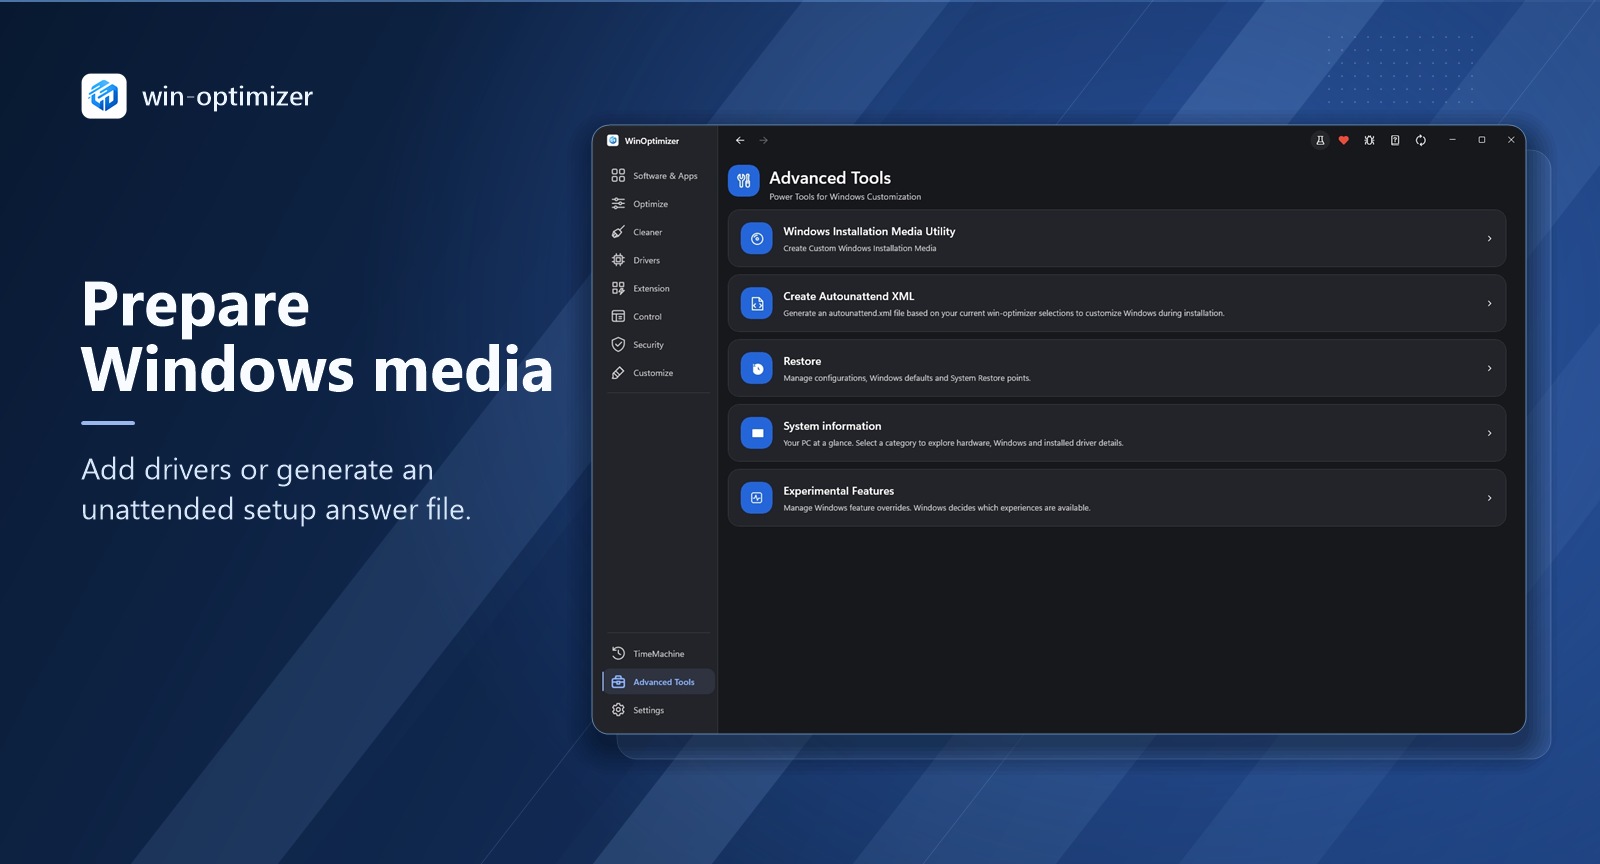 win-optimizer
Prepare
Windows media
Add drivers or generate an
unattended setup answer file.
WinOptimizer
Software & Apps
Optimize
Cleaner
Drivers
Extension
Control
Security
Customize
TimeMachine
Advanced Tools
Settings
Advanced Tools
Power Tools for Windows Customization
Windows Installation Media Utility
Create Custom Windows Installation Media
Create Autounattend XML
Generate an autounattend.xml file based on your current win-optimizer selections to customize Windows during installation.
Restore
Manage configurations, Windows defaults and System Restore points.
System information
Your PC at a glance. Select a category to explore hardware, Windows and installed driver details.
Experimental Features
Manage Windows feature overrides. Windows decides which experiences are available.